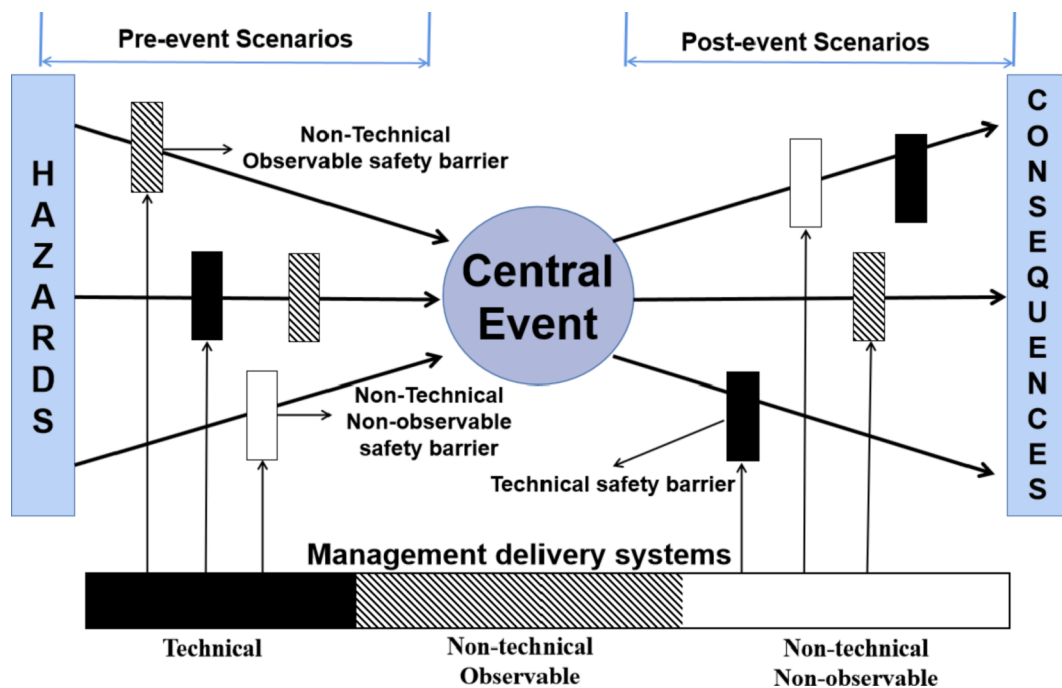 Pre-event Scenarios
Post-event Scenarios
HAZARDS
Non-Technical
Observable safety barrier
Central
Event
CONSEQUENCES
Non-Technical
Non-observable
safety barrier
Technical safety barrier
Management delivery systems
Technical
Non-technical
Observable
Non-technical
Non-observable